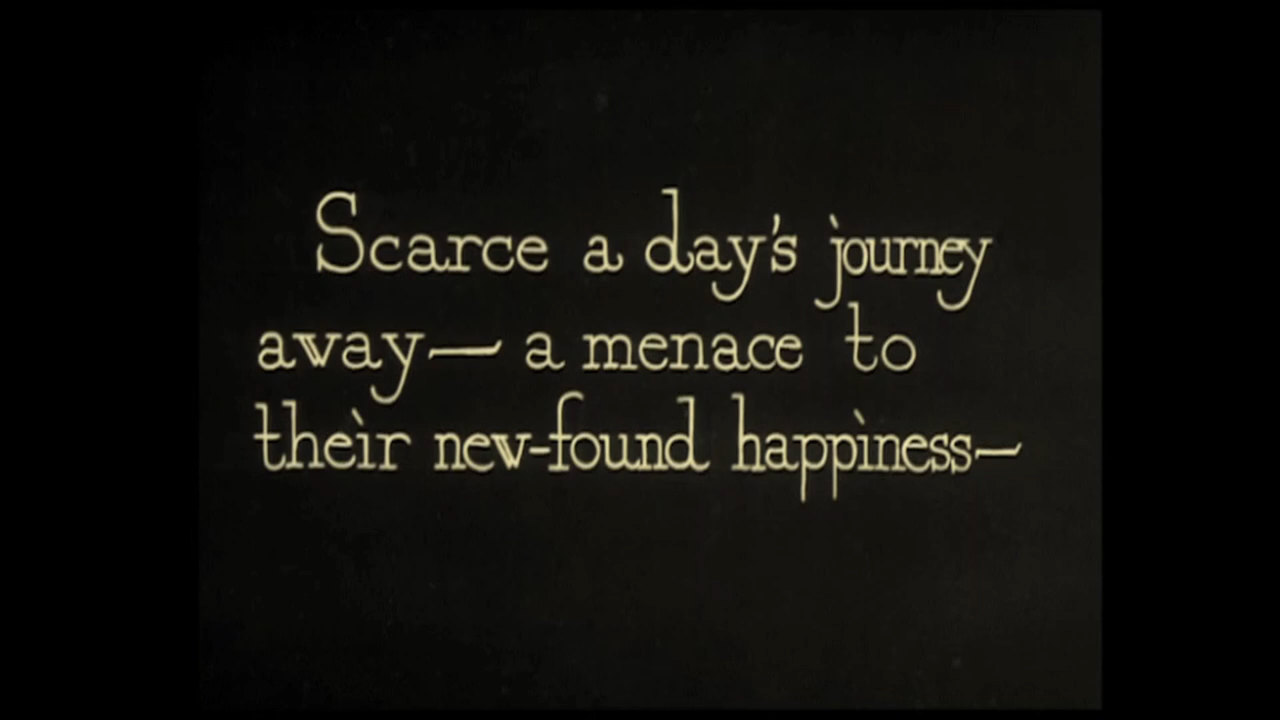 Scarce a day's journey
away— a menace to
their new-found happiness—